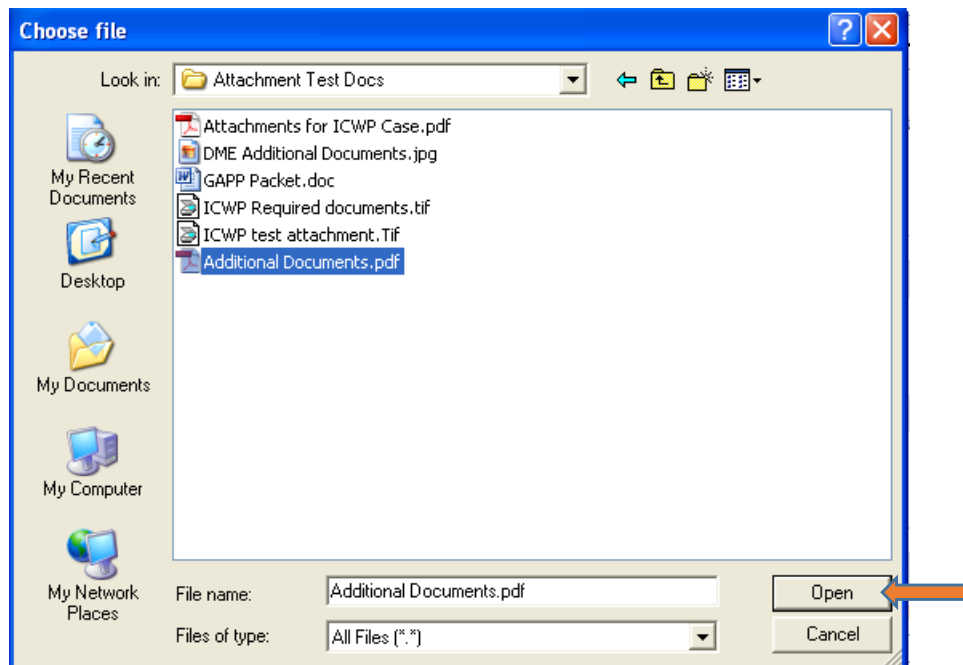 Choose file
Look in:
Attachment Test Docs
My Recent
Documents
Desktop
My Documents
My Computer
My Network
Places
Attachments for ICWP Case.pdf
DME Additional Documents.jpg
GAPP Packet.doc
ICWP Required documents.tif
ICWP test attachment.Tif
Additional Documents.pdf
File name:
Additional Documents.pdf
Open
Files of type:
All Files (*.*)
Cancel